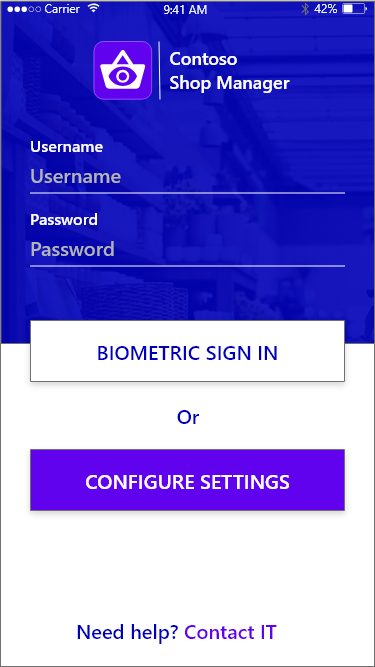 Carrier 9:41 AM 42%
Contoso
Shop Manager
Username
Username
Password
Password
BIOMETRIC SIGN IN
Or
CONFIGURE SETTINGS
Need help? Contact IT